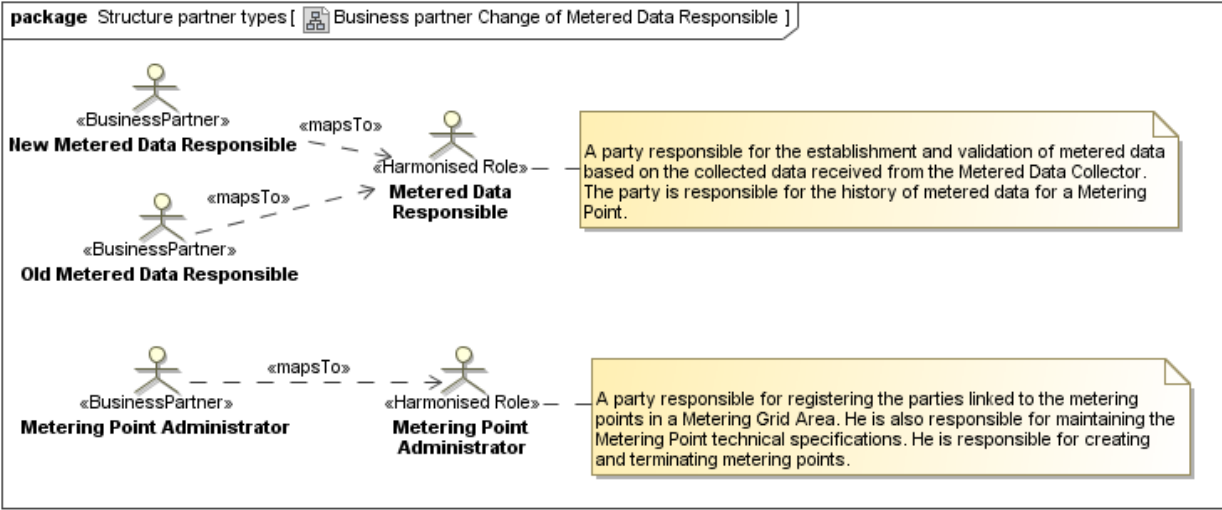 package Structure partner types [ Business partner Change of Metered Data Responsible ]
«BusinessPartner»
New Metered Data Responsible
«mapsTo»
«Harmonised Role»
Metered Data
Responsible
A party responsible for the establishment and validation of metered data
based on the collected data received from the Metered Data Collector.
The party is responsible for the history of metered data for a Metering
Point.
«mapsTo»
«BusinessPartner»
Old Metered Data Responsible
«BusinessPartner»
Metering Point Administrator
«mapsTo»
«Harmonised Role»
Metering Point
Administrator
A party responsible for registering the parties linked to the metering
points in a Metering Grid Area. He is also responsible for maintaining the
Metering Point technical specifications. He is responsible for creating
and terminating metering points.